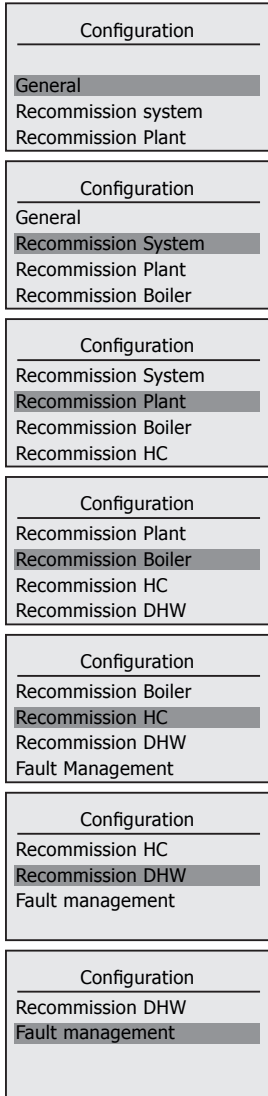 Configuration
General
Recommission system
Recommission Plant
Configuration
General
Recommission System
Recommission Plant
Recommission Boiler
Configuration
Recommission System
Recommission Plant
Recommission Boiler
Recommission HC
Configuration
Recommission Plant
Recommission Boiler
Recommission HC
Recommission DHW
Configuration
Recommission Boiler
Recommission HC
Recommission DHW
Fault Management
Configuration
Recommission HC
Recommission DHW
Fault management
Configuration
Recommission DHW
Fault management